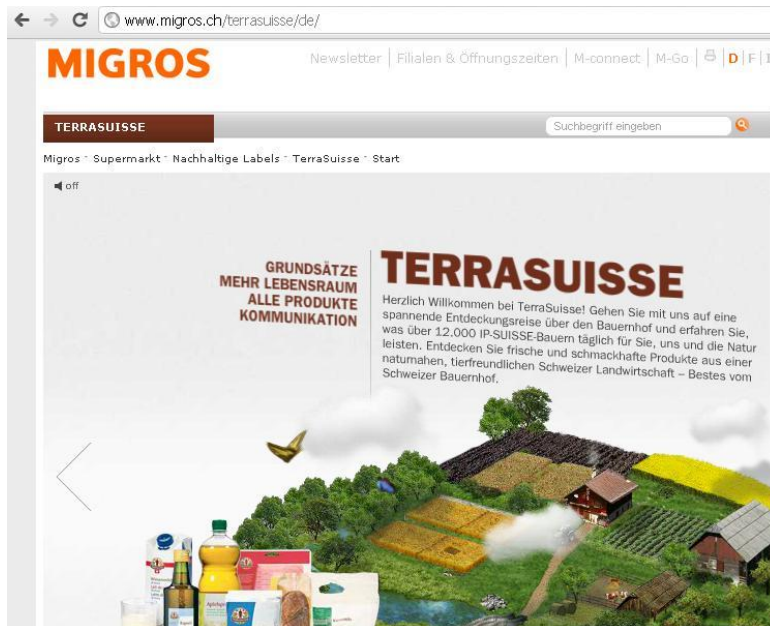 www.migros.ch/terrasuisse/de/
MIGROS
Newsletter | Filialen & Öffnungszeiten | M-connect | M-Go | D | F | I
TERRASUISSE
Suchbegriff eingeben
Migros - Supermarkt - Nachhaltige Labels - TerraSuisse - Start
off
GRUNDSÄTZE
MEHR LEBENSRAUM
ALLE PRODUKTE
KOMMUNIKATION
TERRASUISSE
Herzlich Willkommen bei TerraSuisse! Gehen Sie mit uns auf eine
spannende Entdeckungsreise über den Bauernhof und erfahren Sie,
was über 12.000 IP-SUISSE-Bauern täglich für Sie, uns und die Natur
leisten. Entdecken Sie frische und schmackhafte Produkte aus einer
naturnahen, tierfreundlichen Schweizer Landwirtschaft – Bestes vom
Schweizer Bauernhof.